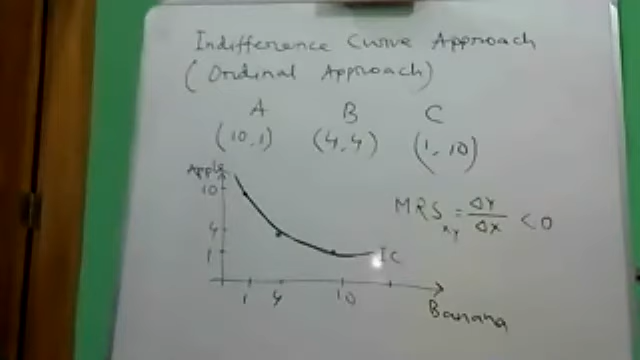 Indifference Curve Approach
(Ordinal Approach)
A B C
(10,1) (4,4) (1,10)
Apple
10
4
1
1 4 10
IC
Banana
MRS xy = ΔY/ΔX < 0